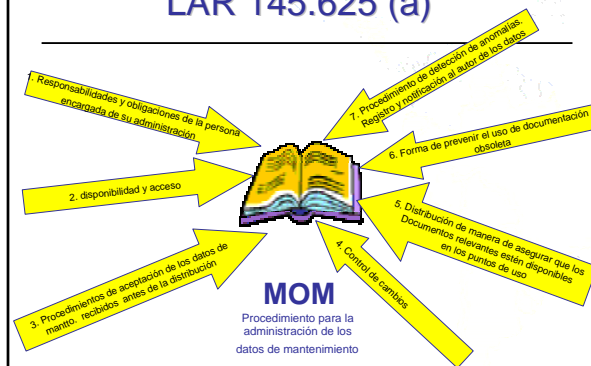 LAR 145.625 (a)
1. Responsabilidades y obligaciones de la persona
encargada de su administración
2. disponibilidad y acceso
3. Procedimientos de aceptación de los datos de
mantto. recibidos antes de la distribución
4. Control de cambios
5. Distribución de manera de asegurar que los
Documentos relevantes estén disponibles
en los puntos de uso
6. Forma de prevenir el uso de documentación
obsoleta
7. Procedimiento de detección de anomalías.
Registro y notificación al autor de los datos
MOM
Procedimiento para la
administración de los
datos de mantenimiento